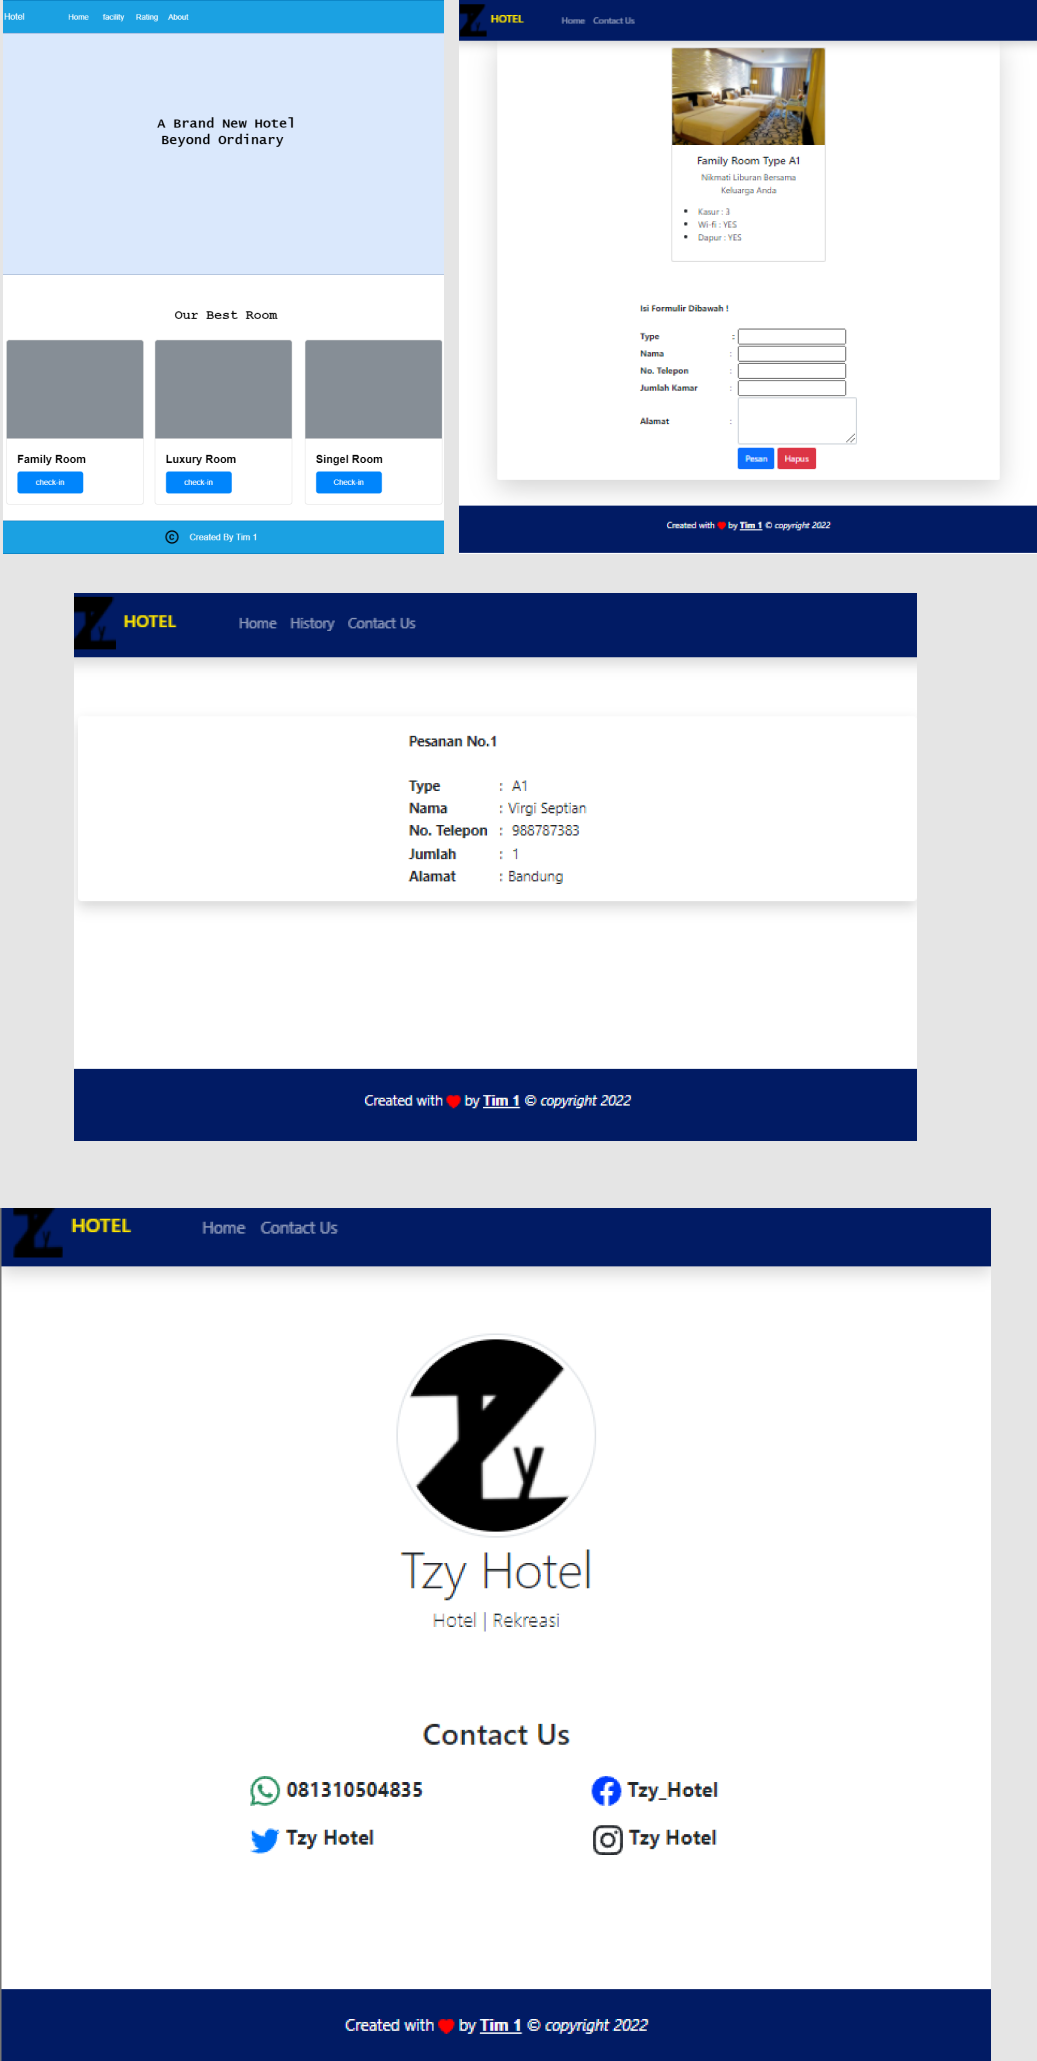 Hotel Home facility Rating About
A Brand New Hotel
Beyond Ordinary
Our Best Room
Family Room Luxury Room Singel Room
check-in check-in Check-in
© Created By Tim 1
Zy HOTEL Home Contact Us
Family Room Type A1
Nikmati Liburan Bersama
Keluarga Anda
• Kasur : 3
• Wi-fi : YES
• Dapur : YES
Isi Formulir Dibawah !
Type :
Nama :
No. Telepon :
Jumlah Kamar :
Alamat :
Pesan Hapus
Created with ❤ by Tim 1 © copyright 2022
Zy HOTEL Home History Contact Us
Pesanan No.1
Type : A1
Nama : Virgi Septian
No. Telepon : 988787383
Jumlah : 1
Alamat : Bandung
Created with ❤ by Tim 1 © copyright 2022
Zy HOTEL Home Contact Us
Zy
Tzy Hotel
Hotel | Rekreasi
Contact Us
081310504835 Tzy_Hotel
Tzy Hotel Tzy Hotel
Created with ❤ by Tim 1 © copyright 2022